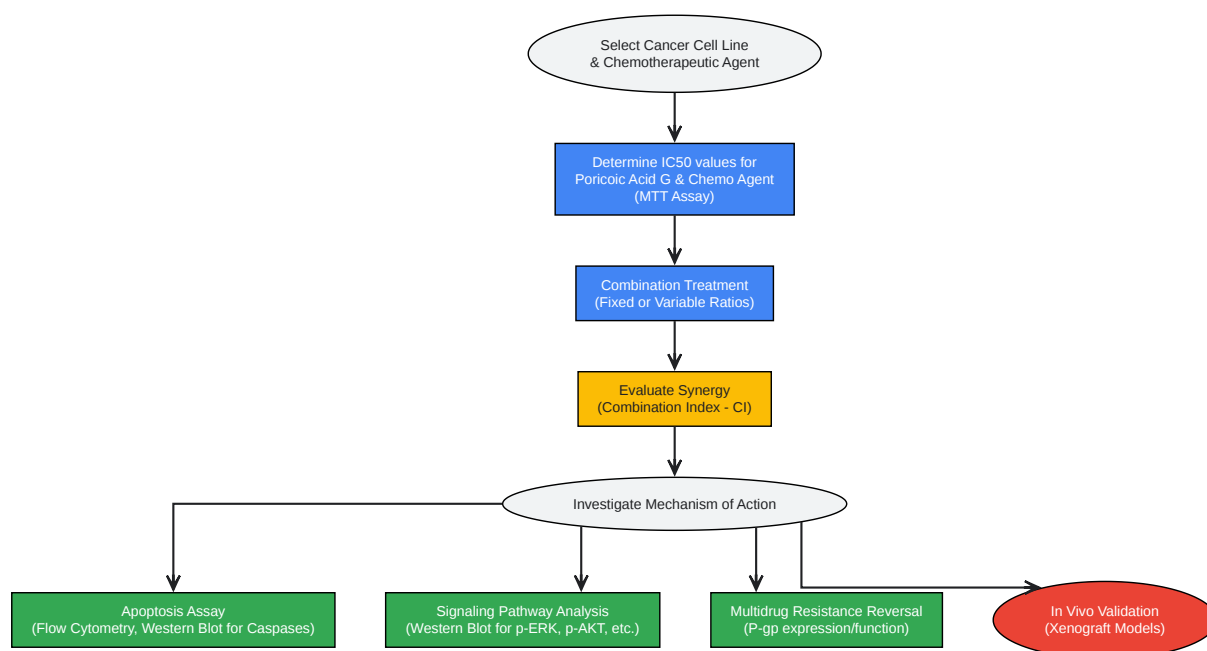 Select Cancer Cell Line
& Chemotherapeutic Agent
Determine IC50 values for
Poricoic Acid G & Chemo Agent
(MTT Assay)
Combination Treatment
(Fixed or Variable Ratios)
Evaluate Synergy
(Combination Index - CI)
Investigate Mechanism of Action
Apoptosis Assay
(Flow Cytometry, Western Blot for Caspases)
Signaling Pathway Analysis
(Western Blot for p-ERK, p-AKT, etc.)
Multidrug Resistance Reversal
(P-gp expression/function)
In Vivo Validation
(Xenograft Models)